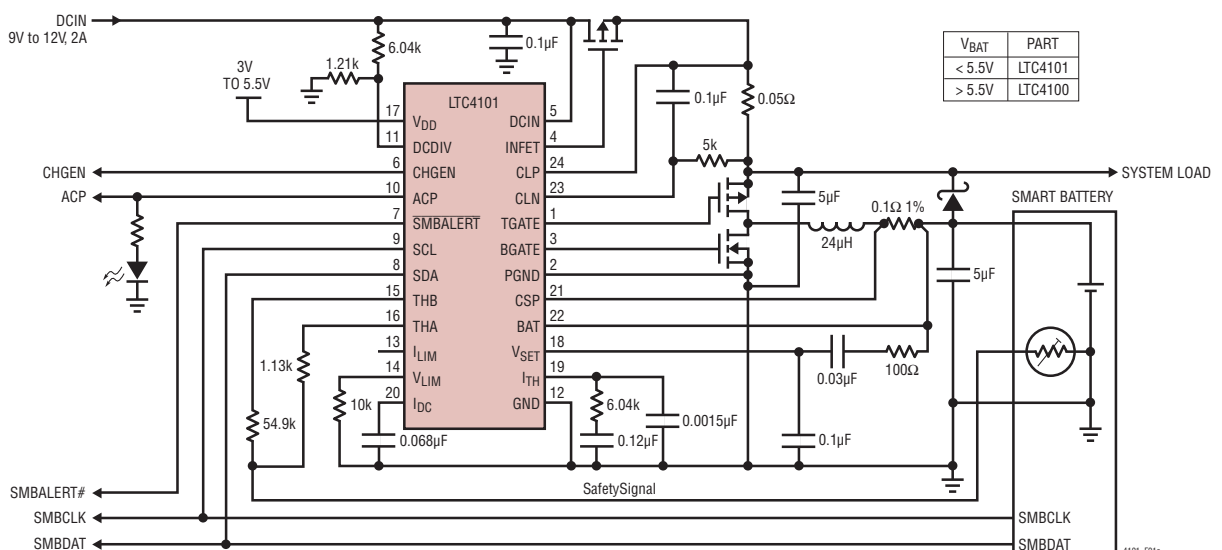 DCIN
9V to 12V, 2A
3V
TO 5.5V
1.21k
6.04k
0.1µF
LTC4101
0.1µF
0.05Ω
5k
VBAT PART
< 5.5V LTC4101
> 5.5V LTC4100
17 VDD
11 DCDIV
6 CHGEN
10 ACP
7 SMBALERT
9 SCL
8 SDA
15 THB
16 THA
13 ILIM
14 VLIM
20 IDC
DCIN 5
INFET 4
CLP 24
CLN 23
TGATE 1
BGATE 3
PGND 2
CSP 21
BAT 22
VSET 18
ITH 19
GND 12
CHGEN
ACP
SYSTEM LOAD
SMART BATTERY
5µF
24µH
0.1Ω 1%
5µF
1.13k
54.9k
10k
0.068µF
6.04k
0.12µF
0.0015µF
0.03µF
100Ω
0.1µF
SafetySignal
SMBALERT#
SMBCLK
SMBDAT
SMBCLK
SMBDAT